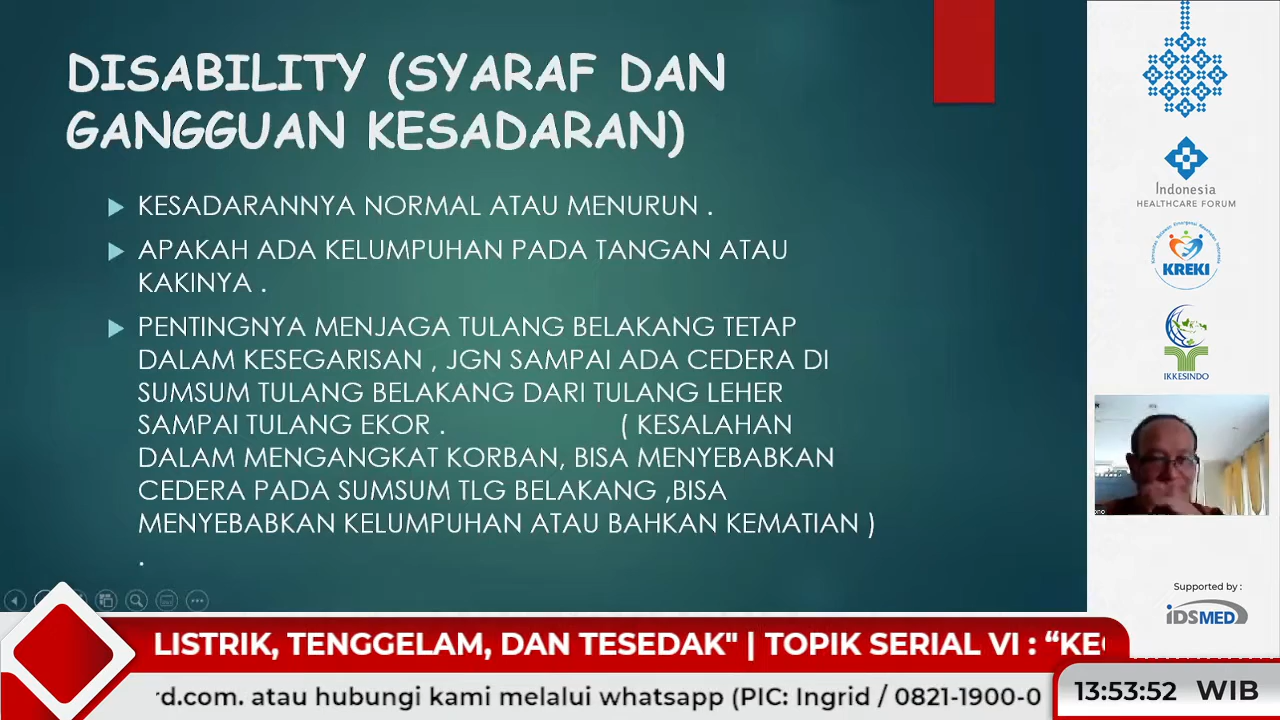 DISABILITY (SYARAF DAN
GANGGUAN KESADARAN)
KESADARANNYA NORMAL ATAU MENURUN .
APAKAH ADA KELUMPUHAN PADA TANGAN ATAU
KAKINYA .
PENTINGNYA MENJAGA TULANG BELAKANG TETAP
DALAM KESEGARISAN , JGN SAMPAI ADA CEDERA DI
SUMSUM TULANG BELAKANG DARI TULANG LEHER
SAMPAI TULANG EKOR . ( KESALAHAN
DALAM MENGANGKAT KORBAN, BISA MENYEBABKAN
CEDERA PADA SUMSUM TLG BELAKANG ,BISA
MENYEBABKAN KELUMPUHAN ATAU BAHKAN KEMATIAN )
.
Indonesia
HEALTHCARE FORUM
KREKI
IKKESINDO
Supported by :
IDSMED
LISTRIK, TENGGELAM, DAN TESEDAK" | TOPIK SERIAL VI : “KEG
rd.com. atau hubungi kami melalui whatsapp (PIC: Ingrid / 0821-1900-0
13:53:52 WIB